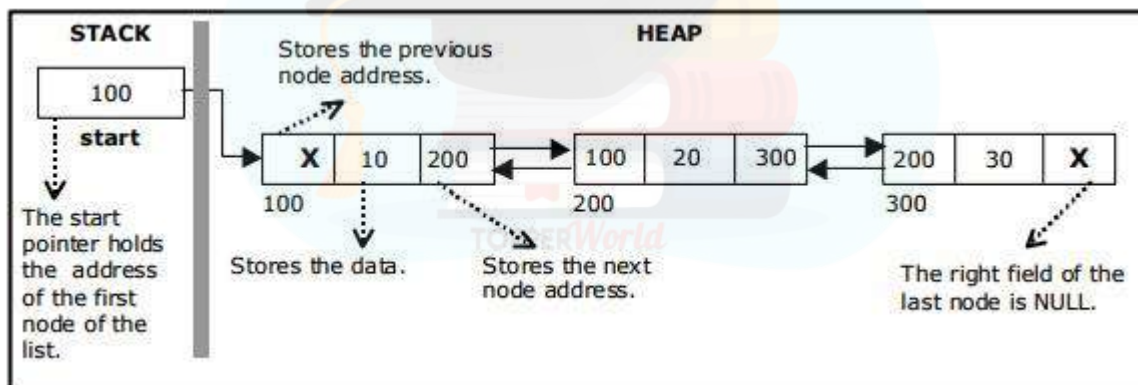 STACK
HEAP
Stores the previous
node address.
100
start
X 10 200
100 20 300
200 30 X
100
200
300
The start
pointer holds
the address
of the first
node of the
list.
Stores the data.
Stores the next
node address.
The right field of the
last node is NULL.
TOPPERWorld